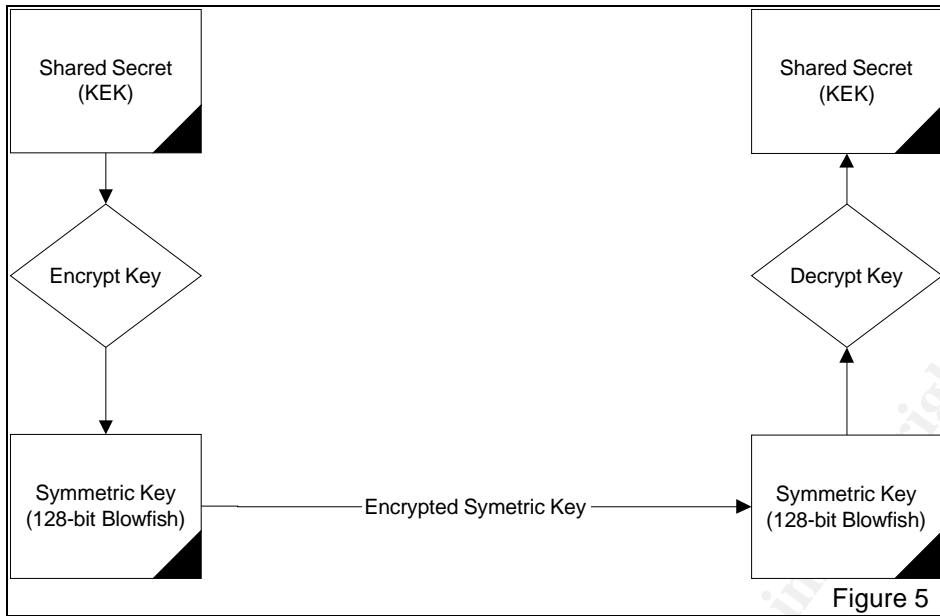 Shared Secret
(KEK)
Shared Secret
(KEK)
Encrypt Key
Decrypt Key
Symmetric Key
(128-bit Blowfish)
Encrypted Symetric Key
Symmetric Key
(128-bit Blowfish)
Figure 5